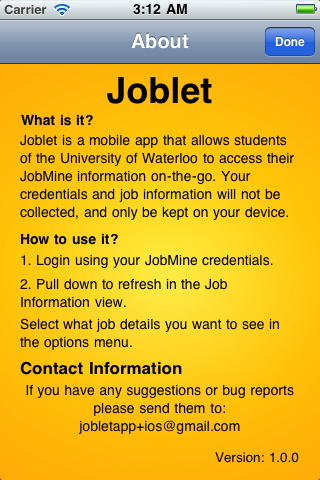 Carrier 3:12 AM
About Done
Joblet
What is it?
Joblet is a mobile app that allows students
of the University of Waterloo to access their
JobMine information on-the-go. Your
credentials and job information will not be
collected, and only be kept on your device.
How to use it?
1. Login using your JobMine credentials.
2. Pull down to refresh in the Job
Information view.
Select what job details you want to see in
the options menu.
Contact Information
If you have any suggestions or bug reports
please send them to:
jobletapp+ios@gmail.com
Version: 1.0.0